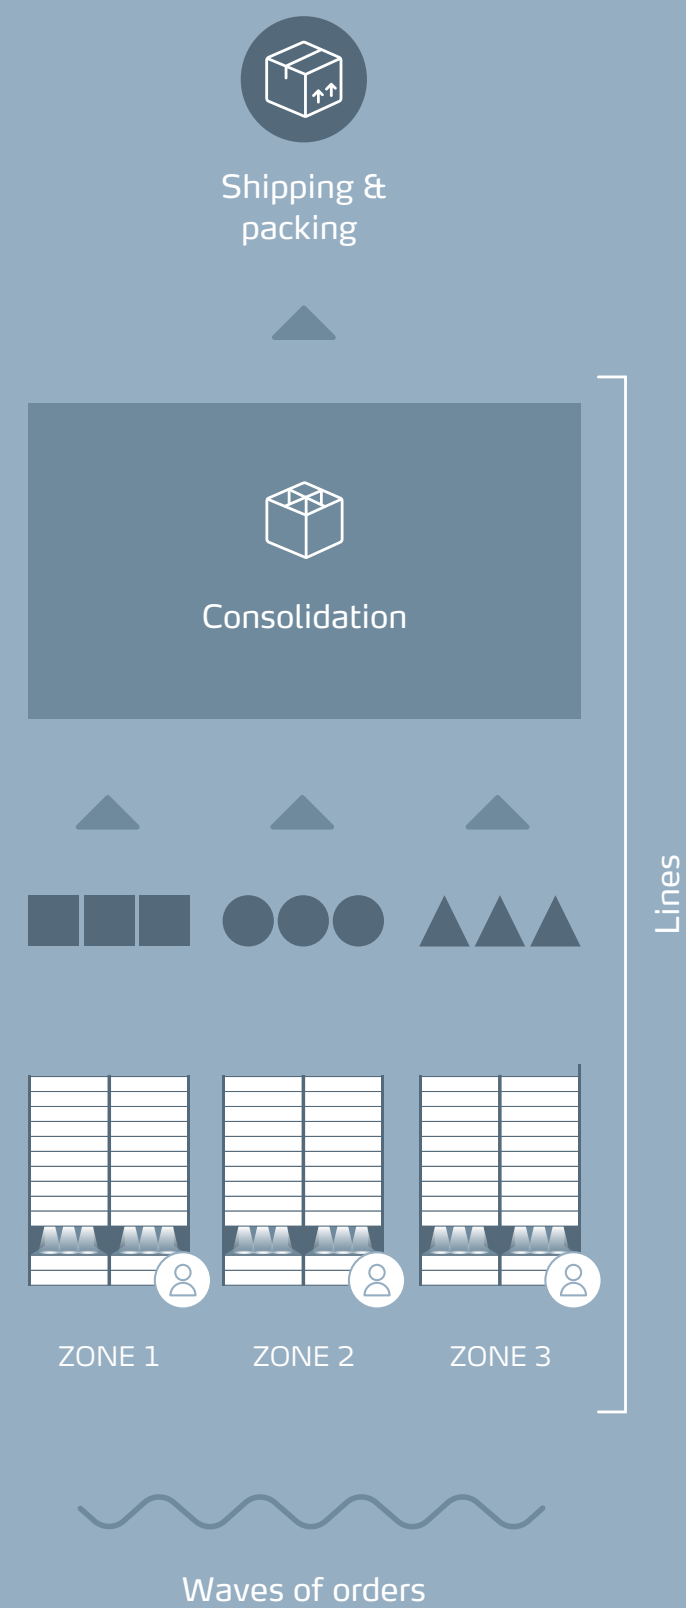 Shipping &
packing
Consolidation
Lines
ZONE 1
ZONE 2
ZONE 3
Waves of orders